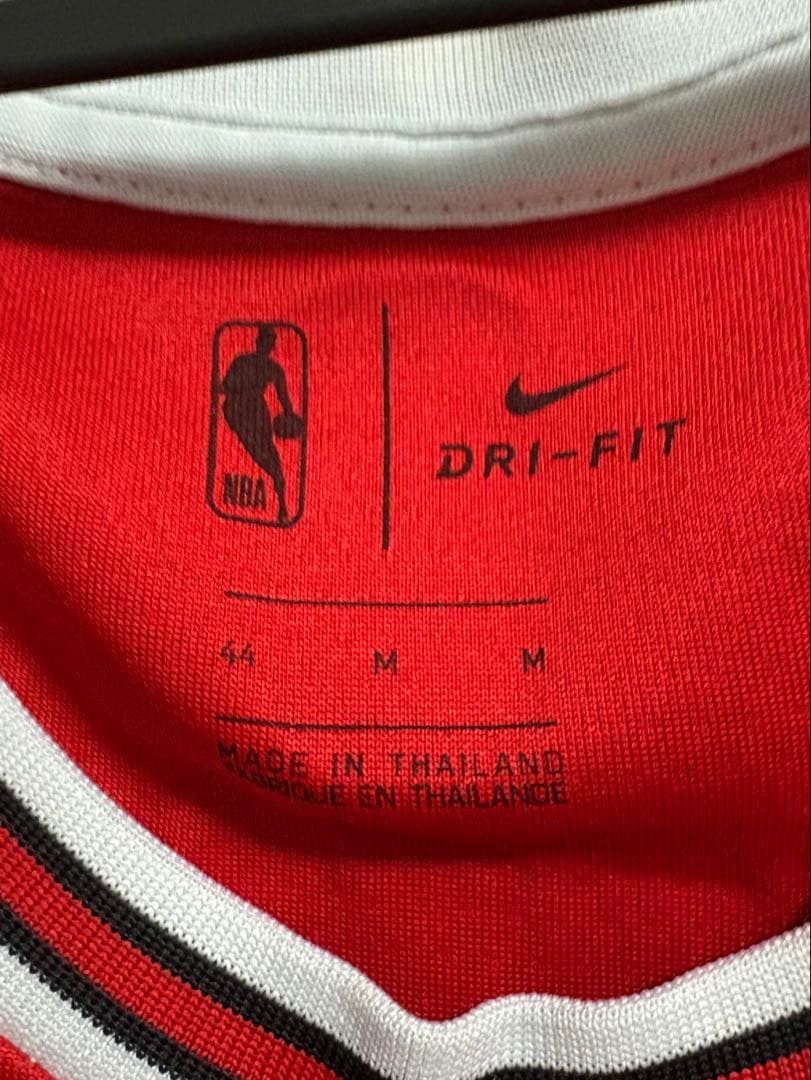 NBA
DRI-FIT
44 M M
MADE IN THAILAND
FABRIQUE EN THAILANDE